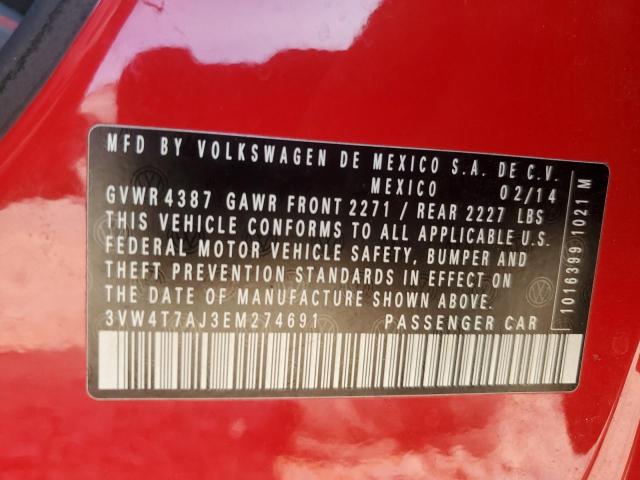 MFD BY VOLKSWAGEN DE MEXICO S.A. DE C.V.
MEXICO 02/14
GVWR 4387 GAWR FRONT 2271 / REAR 2227 LBS
THIS VEHICLE CONFORMS TO ALL APPLICABLE U.S.
FEDERAL MOTOR VEHICLE SAFETY, BUMPER AND
THEFT PREVENTION STANDARDS IN EFFECT ON
THE DATE OF MANUFACTURE SHOWN ABOVE.
3VW4T7AJ3EM274691 PASSENGER CAR
1016399 1021 M